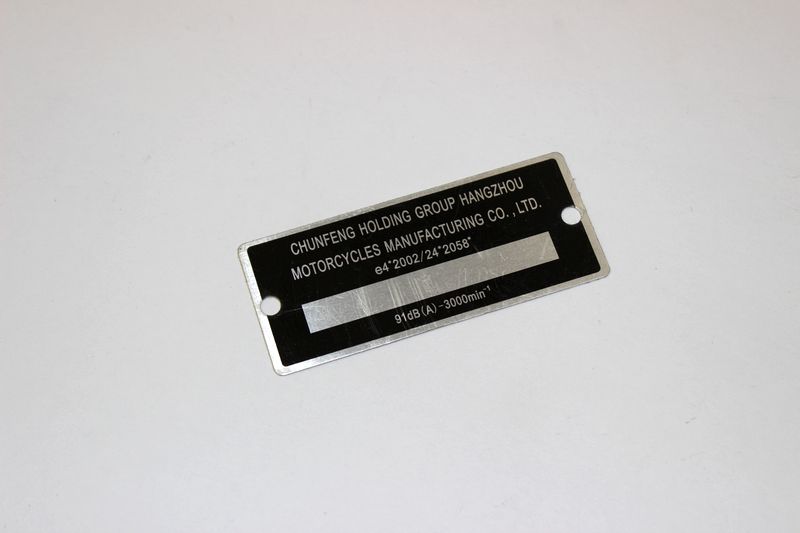 CHUNFENG HOLDING GROUP HANGZHOU
MOTORCYCLES MANUFACTURING CO.,LTD.
e4*2002/24*2058*
91dB(A)-3000min⁻¹